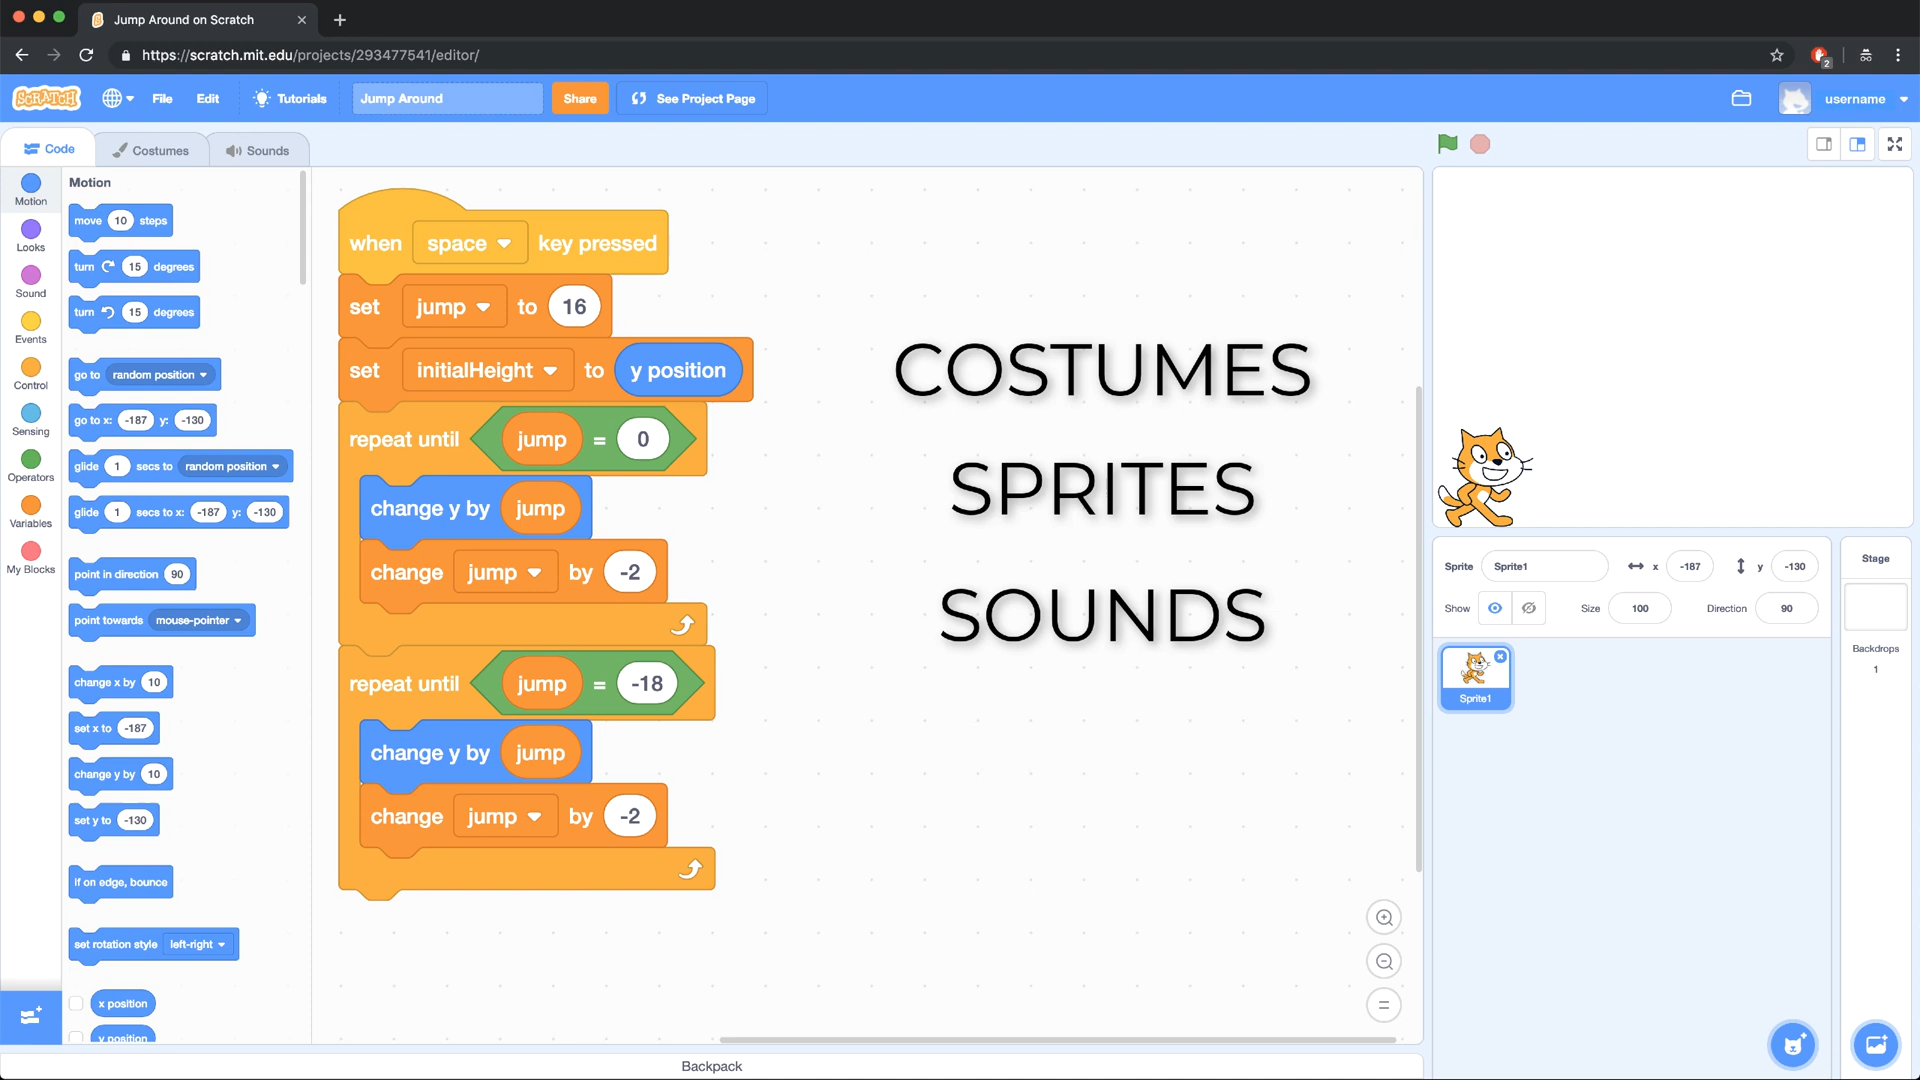 Jump Around on Scratch
https://scratch.mit.edu/projects/293477541/editor/
2
SCRATCH
File
Edit
Tutorials
Jump Around
Share
See Project Page
username
Code
Costumes
Sounds
Motion
Looks
Sound
Events
Control
Sensing
Operators
Variables
My Blocks
Motion
move 10 steps
turn 15 degrees
turn 15 degrees
go to random position
go to x: -187 y: -130
glide 1 secs to random position
glide 1 secs to x: -187 y: -130
point in direction 90
point towards mouse-pointer
change x by 10
set x to -187
change y by 10
set y to -130
if on edge, bounce
set rotation style left-right
x position
y position
when space key pressed
set jump to 16
set initialHeight to y position
repeat until jump = 0
change y by jump
change jump by -2
repeat until jump = -18
change y by jump
change jump by -2
COSTUMES
SPRITES
SOUNDS
Backpack
Sprite Sprite1 x -187 y -130
Show Size 100 Direction 90
Sprite1
Stage
Backdrops
1